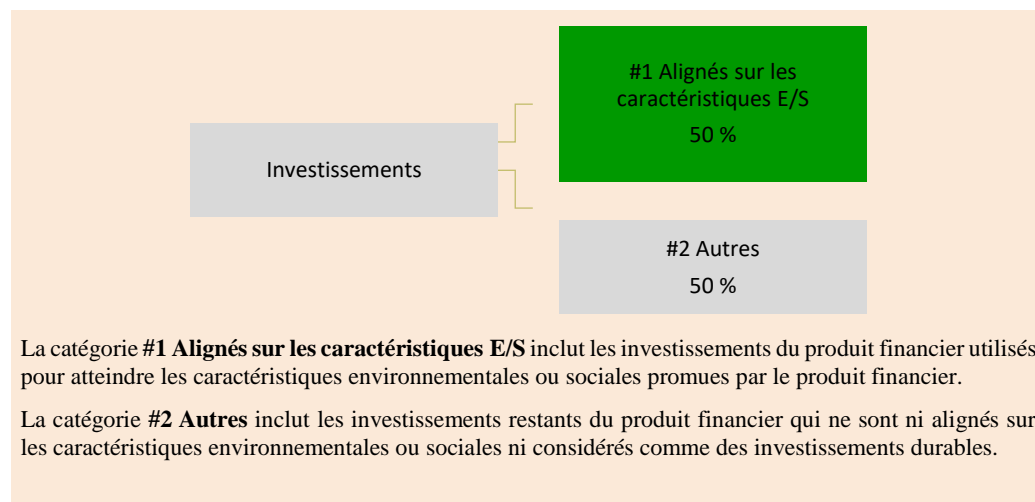 #1 Alignés sur les
caractéristiques E/S
50 %
Investissements
#2 Autres
50 %
La catégorie #1 Alignés sur les caractéristiques E/S inclut les investissements du produit financier utilisés
pour atteindre les caractéristiques environnementales ou sociales promues par le produit financier.
La catégorie #2 Autres inclut les investissements restants du produit financier qui ne sont ni alignés sur
les caractéristiques environnementales ou sociales ni considérés comme des investissements durables.